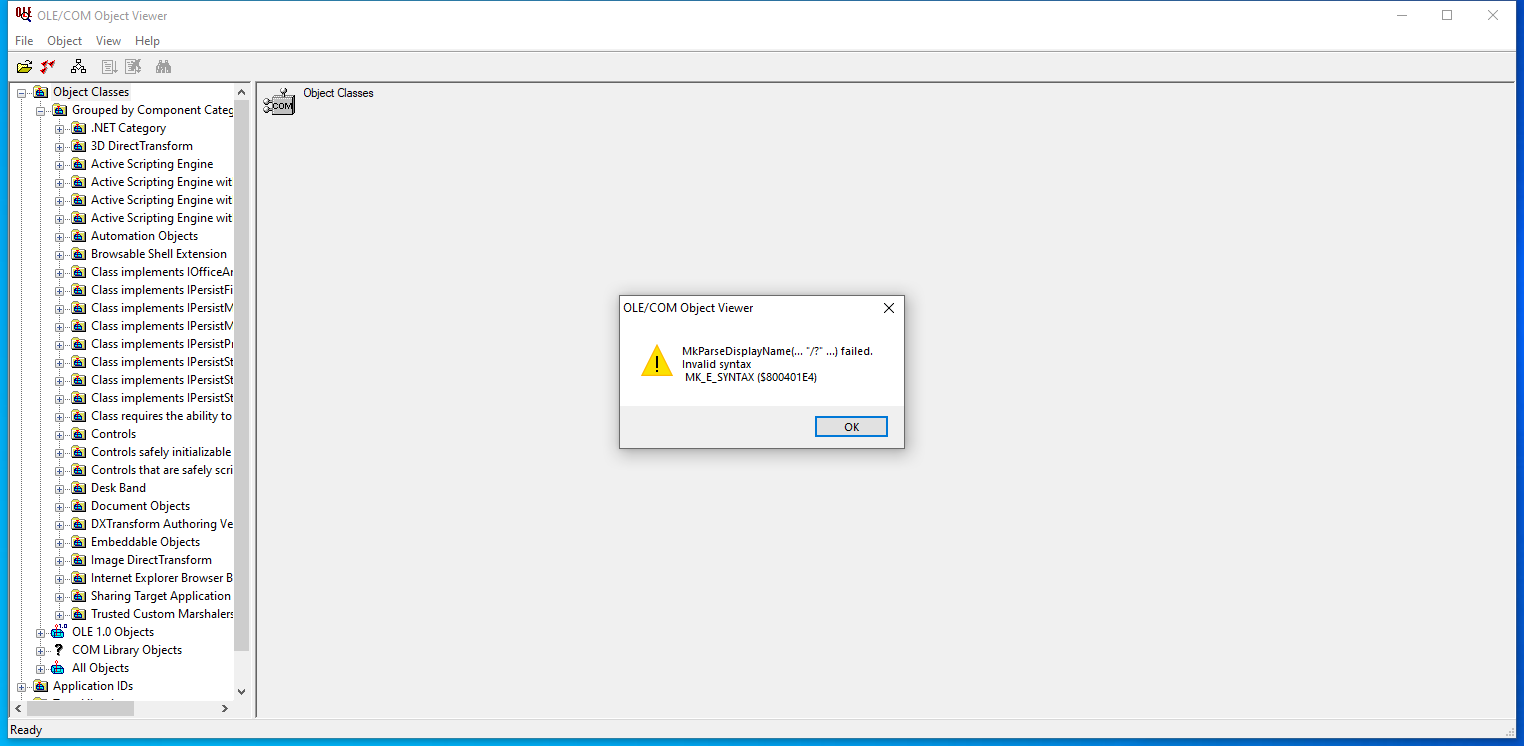 OLE/COM Object Viewer
File Object View Help
Object Classes
Grouped by Component Categ
.NET Category
3D DirectTransform
Active Scripting Engine
Active Scripting Engine wit
Active Scripting Engine wit
Active Scripting Engine wit
Automation Objects
Browsable Shell Extension
Class implements IOfficeAr
Class implements IPersistFi
Class implements IPersistM
Class implements IPersistM
Class implements IPersistPr
Class implements IPersistSt
Class implements IPersistSt
Class implements IPersistSt
Class requires the ability to
Controls
Controls safely initializable
Controls that are safely scri
Desk Band
Document Objects
DXTransform Authoring Ve
Embeddable Objects
Image DirectTransform
Internet Explorer Browser B
Sharing Target Application
Trusted Custom Marshalers
OLE 1.0 Objects
COM Library Objects
All Objects
Application IDs
COM
Object Classes
OLE/COM Object Viewer
MkParseDisplayName(... "/?" ...) failed.
Invalid syntax
MK_E_SYNTAX ($800401E4)
OK
Ready